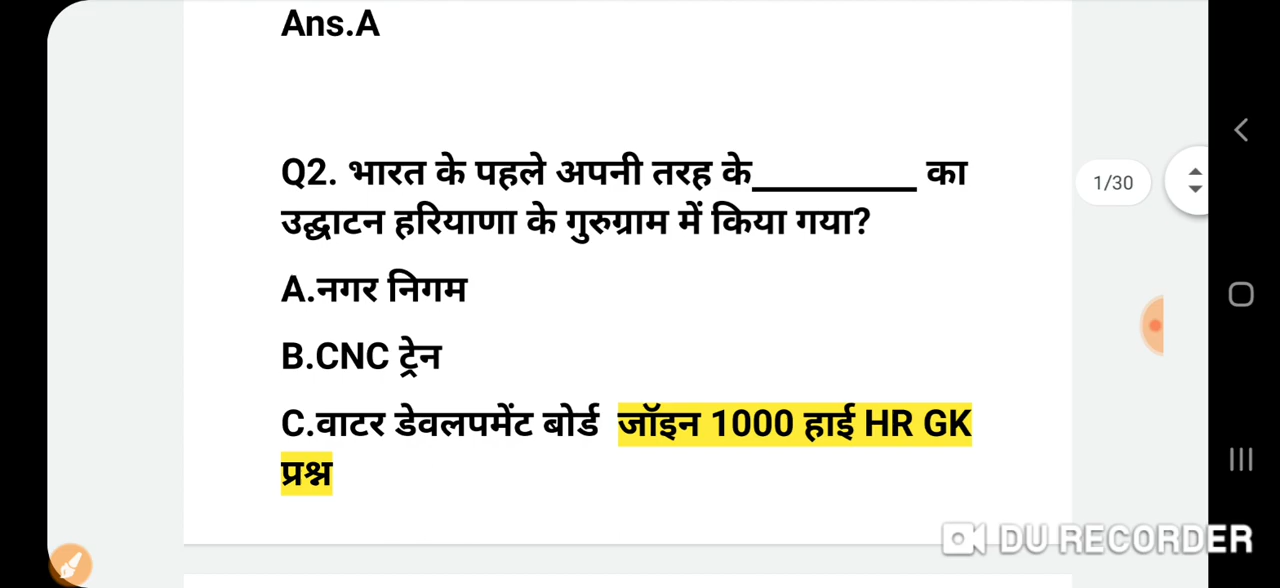 Ans.A
Q2. भारत के पहले अपनी तरह के_________ का
उद्घाटन हरियाणा के गुरुग्राम में किया गया?
1/30
A.नगर निगम
B.CNC ट्रेन
C.वाटर डेवलपमेंट बोर्ड जॉइन 1000 हाई HR GK
प्रश्न
DU RECORDER